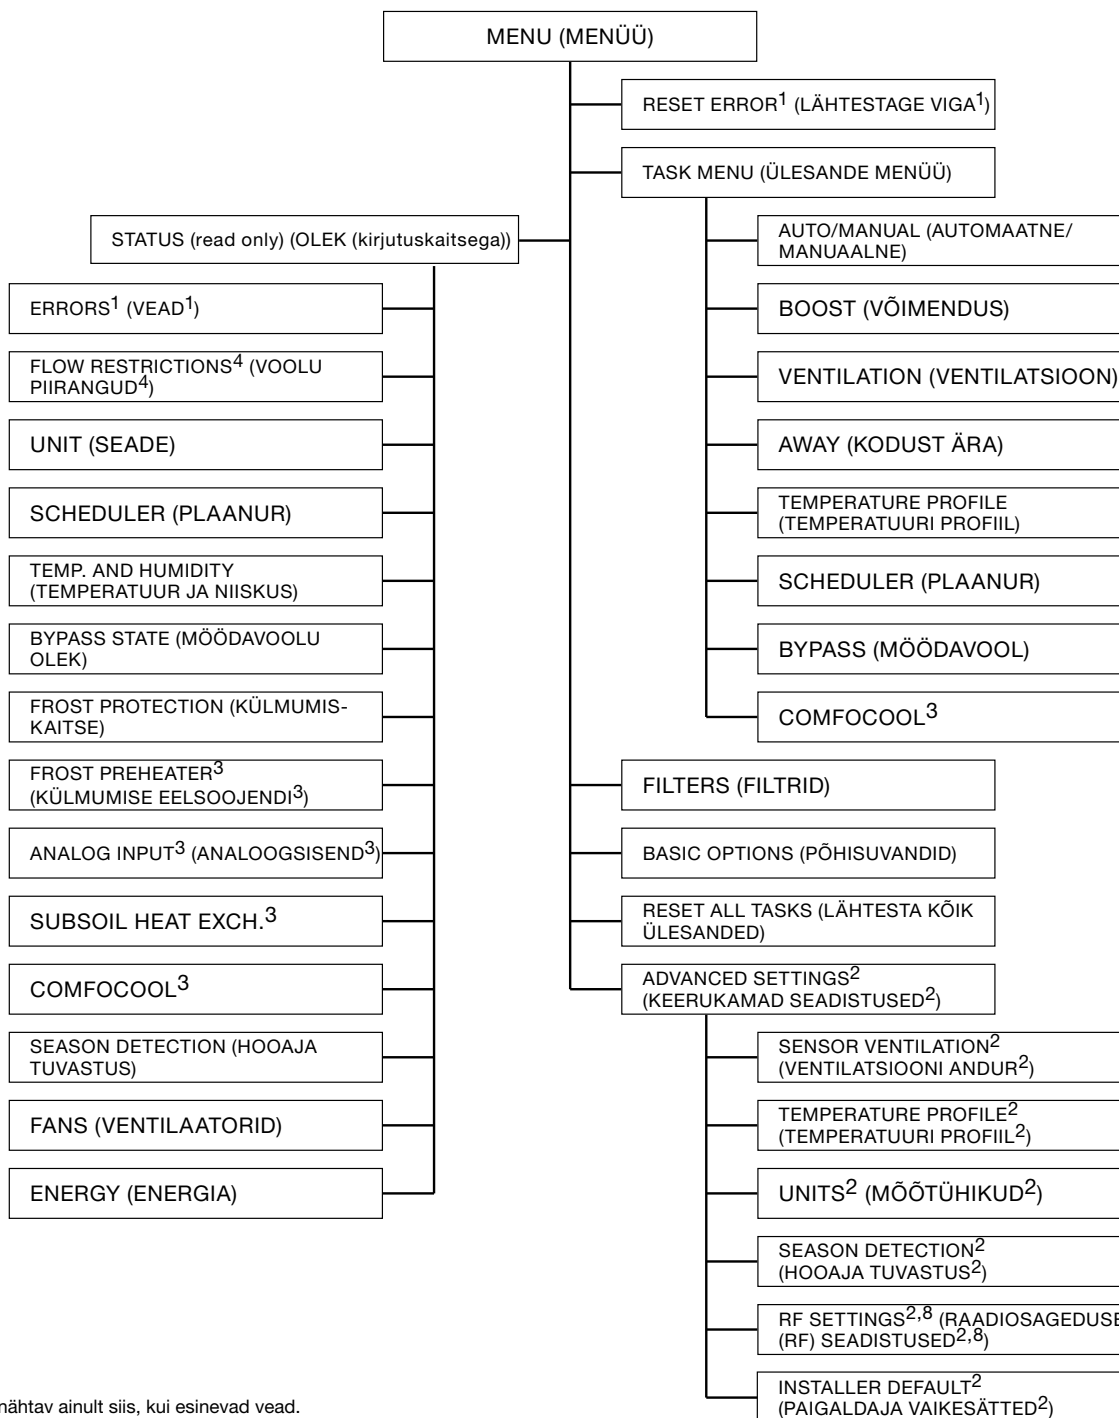 MENU (MENÜÜ)
RESET ERROR1 (LÄHTESTAGE VIGA1)
TASK MENU (ÜLESANDE MENÜÜ)
AUTO/MANUAL (AUTOMAATNE/
MANUAALNE)
BOOST (VÕIMENDUS)
VENTILATION (VENTILATSIOON)
AWAY (KODUST ÄRA)
TEMPERATURE PROFILE
(TEMPERATUURI PROFIIL)
SCHEDULER (PLAANUR)
BYPASS (MÖÖDAVOOL)
COMFOCOOL3
STATUS (read only) (OLEK (kirjutuskaitsega))
ERRORS1 (VEAD1)
FLOW RESTRICTIONS4 (VOOLU
PIIRANGUD4)
UNIT (SEADE)
SCHEDULER (PLAANUR)
TEMP. AND HUMIDITY
(TEMPERATUUR JA NIISKUS)
BYPASS STATE (MÖÖDAVOOLU
OLEK)
FROST PROTECTION (KÜLMUMIS-
KAITSE)
FROST PREHEATER3
(KÜLMUMISE EELSOOJENDI3)
ANALOG INPUT3 (ANALOOGSISEND3)
SUBSOIL HEAT EXCH.3
COMFOCOOL3
SEASON DETECTION (HOOAJA
TUVASTUS)
FANS (VENTILAATORID)
ENERGY (ENERGIA)
FILTERS (FILTRID)
BASIC OPTIONS (PÕHISUVANDID)
RESET ALL TASKS (LÄHTESTA KÕIK
ÜLESANDED)
ADVANCED SETTINGS2
(KEERUKAMAD SEADISTUSED2)
SENSOR VENTILATION2
(VENTILATSIOONI ANDUR2)
TEMPERATURE PROFILE2
(TEMPERATUURI PROFIIL2)
UNITS2 (MÕÕTÜHIKUD2)
SEASON DETECTION2
(HOOAJA TUVASTUS2)
RF SETTINGS2,8 (RAADIOSAGEDUSE
(RF) SEADISTUSED2,8)
INSTALLER DEFAULT2
(PAIGALDAJA VAIKESÄTTED2)
nähtav ainult siis, kui esinevad vead.